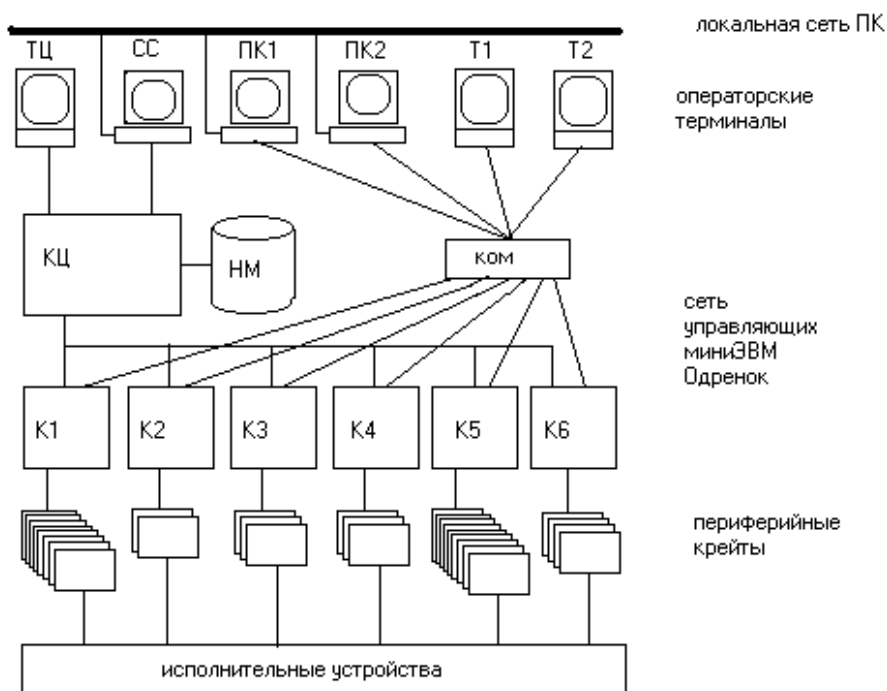 локальная сеть ПК
ТЦ СС ПК1 ПК2 Т1 Т2
операторские
терминалы
КЦ
НМ
ком
сеть
управляющих
миниЭВМ
Одренок
К1 К2 К3 К4 К5 К6
периферийные
крейты
исполнительные устройства